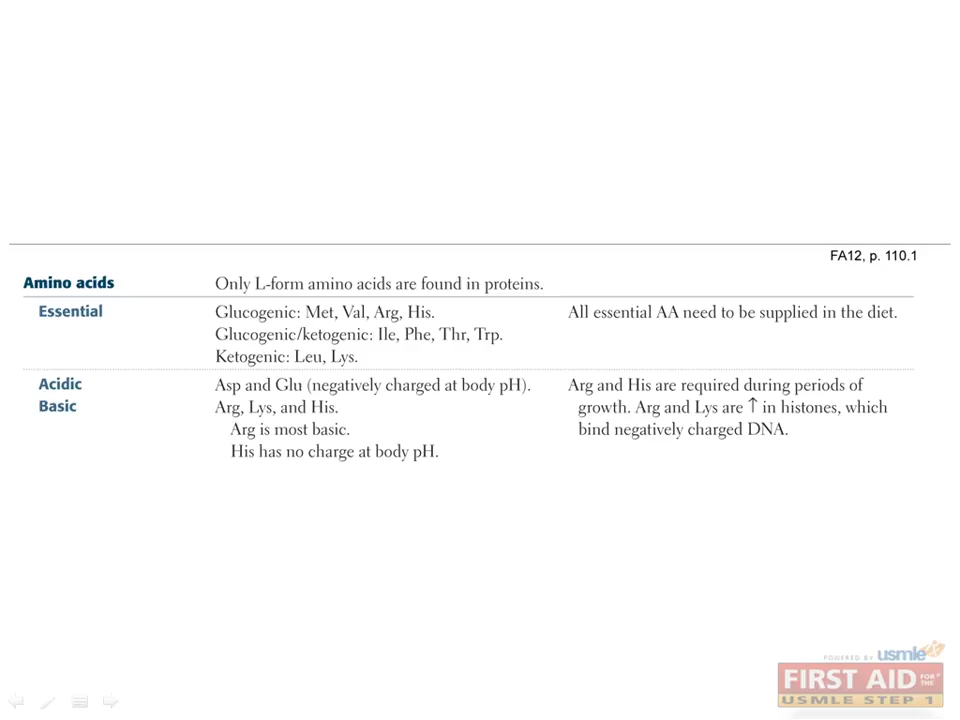 FA12, p. 110.1
Amino acids Only L-form amino acids are found in proteins.
Essential Glucogenic: Met, Val, Arg, His. All essential AA need to be supplied in the diet.
Glucogenic/ketogenic: Ile, Phe, Thr, Trp.
Ketogenic: Leu, Lys.
Acidic Asp and Glu (negatively charged at body pH). Arg and His are required during periods of
Basic Arg, Lys, and His. growth. Arg and Lys are ↑ in histones, which
Arg is most basic. bind negatively charged DNA.
His has no charge at body pH.
POWERED BY usmle
FIRST AID FOR THE
USMLE STEP 1